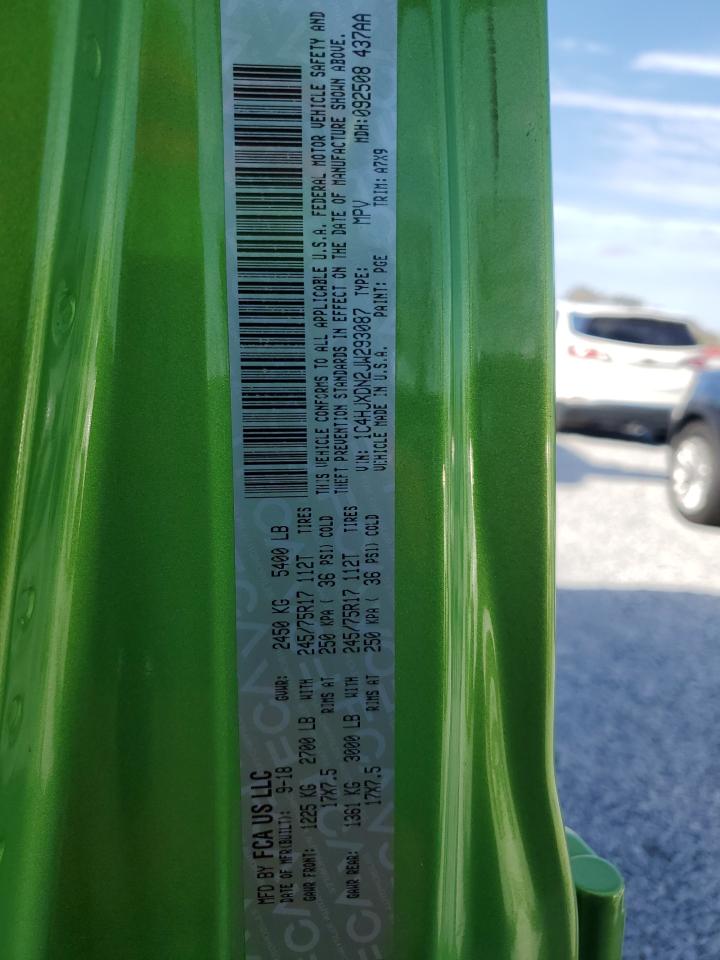 MFD BY FCA US LLC
DATE OF MFR(BUILT): 9-18 GVWR: 2450 KG 5400 LB
GAWR FRONT: 1225 KG 2700 LB WITH 245/75R17 112T TIRES
17X7.5 RIMS AT 250 KPA ( 36 PSI) COLD
GAWR REAR: 1361 KG 3000 LB WITH 245/75R17 112T TIRES
17X7.5 RIMS AT 250 KPA ( 36 PSI) COLD
THIS VEHICLE CONFORMS TO ALL APPLICABLE U.S.A. FEDERAL MOTOR VEHICLE SAFETY AND
THEFT PREVENTION STANDARDS IN EFFECT ON THE DATE OF MANUFACTURE SHOWN ABOVE.
VIN: 1C4HJXDN2JW293087 TYPE: MPV MDH:092508 437AA
VEHICLE MADE IN U.S.A. PAINT: PGE TRIM: A7X9